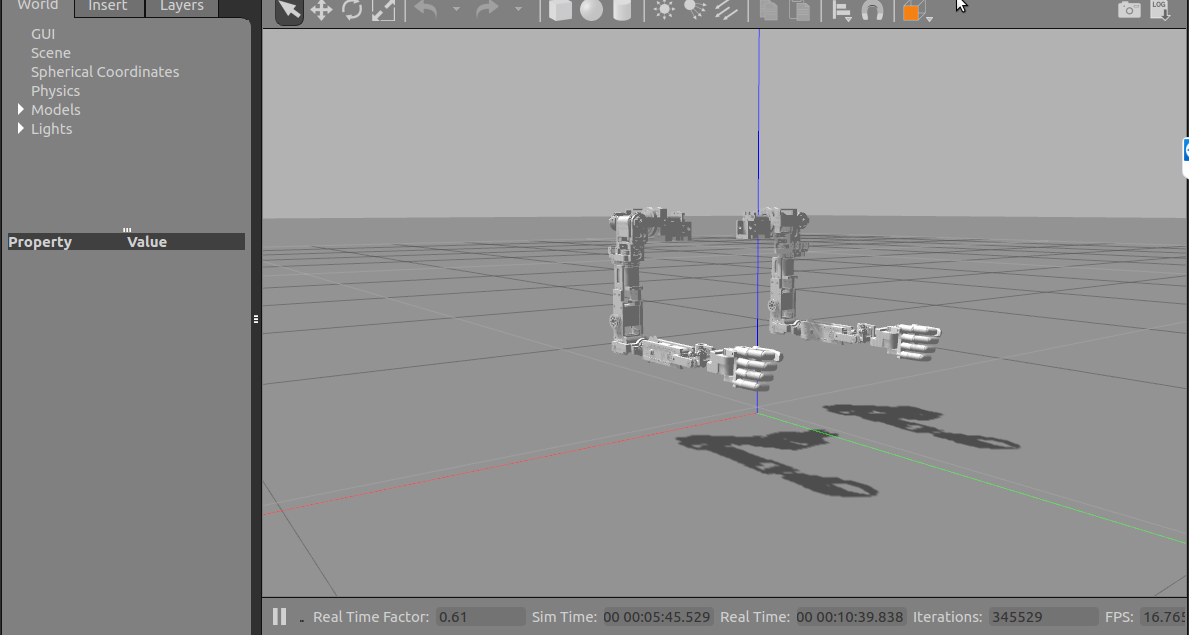 World Insert Layers
GUI
Scene
Spherical Coordinates
Physics
Models
Lights
Property Value
LOG
Real Time Factor: 0.61 Sim Time: 00 00:05:45.529 Real Time: 00 00:10:39.838 Iterations: 345529 FPS: 16.765